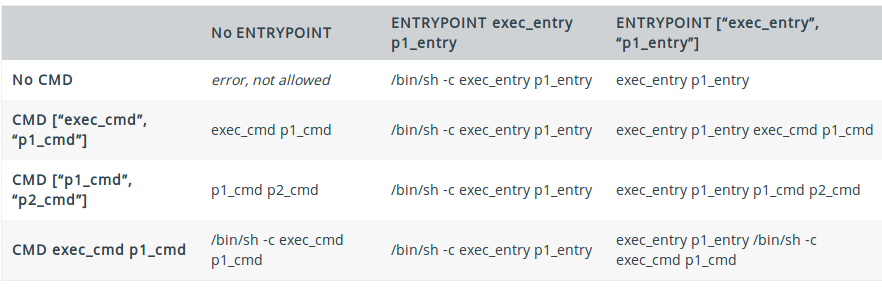 No ENTRYPOINT
ENTRYPOINT exec_entry
p1_entry
ENTRYPOINT [“exec_entry”,
“p1_entry”]
No CMD
error, not allowed
/bin/sh -c exec_entry p1_entry
exec_entry p1_entry
CMD [“exec_cmd”,
“p1_cmd”]
exec_cmd p1_cmd
/bin/sh -c exec_entry p1_entry
exec_entry p1_entry exec_cmd p1_cmd
CMD [“p1_cmd”,
“p2_cmd”]
p1_cmd p2_cmd
/bin/sh -c exec_entry p1_entry
exec_entry p1_entry p1_cmd p2_cmd
CMD exec_cmd p1_cmd
/bin/sh -c exec_cmd
p1_cmd
/bin/sh -c exec_entry p1_entry
exec_entry p1_entry /bin/sh -c
exec_cmd p1_cmd